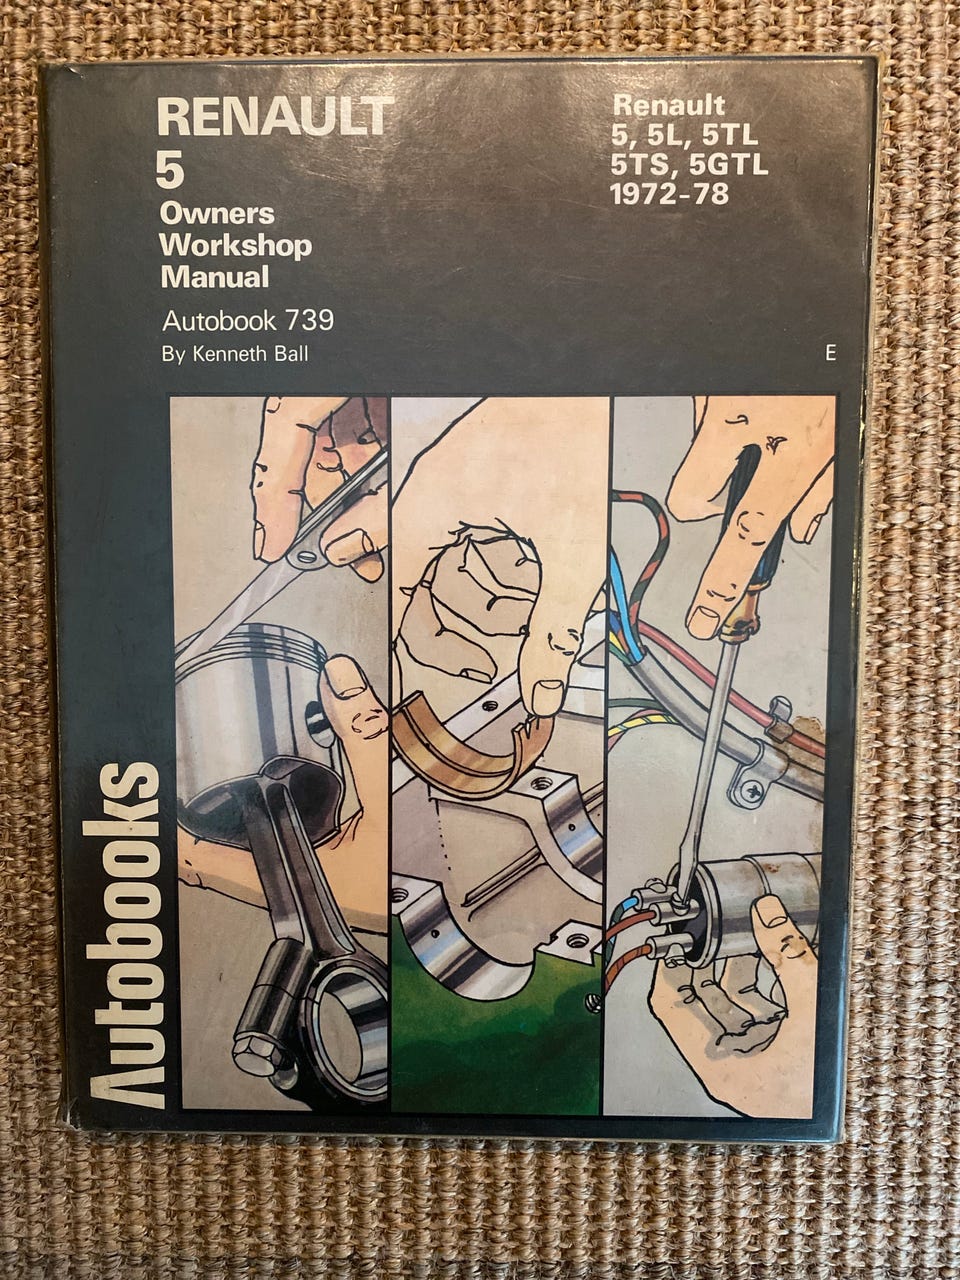 RENAULT
5
Owners
Workshop
Manual
Autobook 739
By Kenneth Ball
Renault
5, 5L, 5TL
5TS, 5GTL
1972-78
E
Autobooks